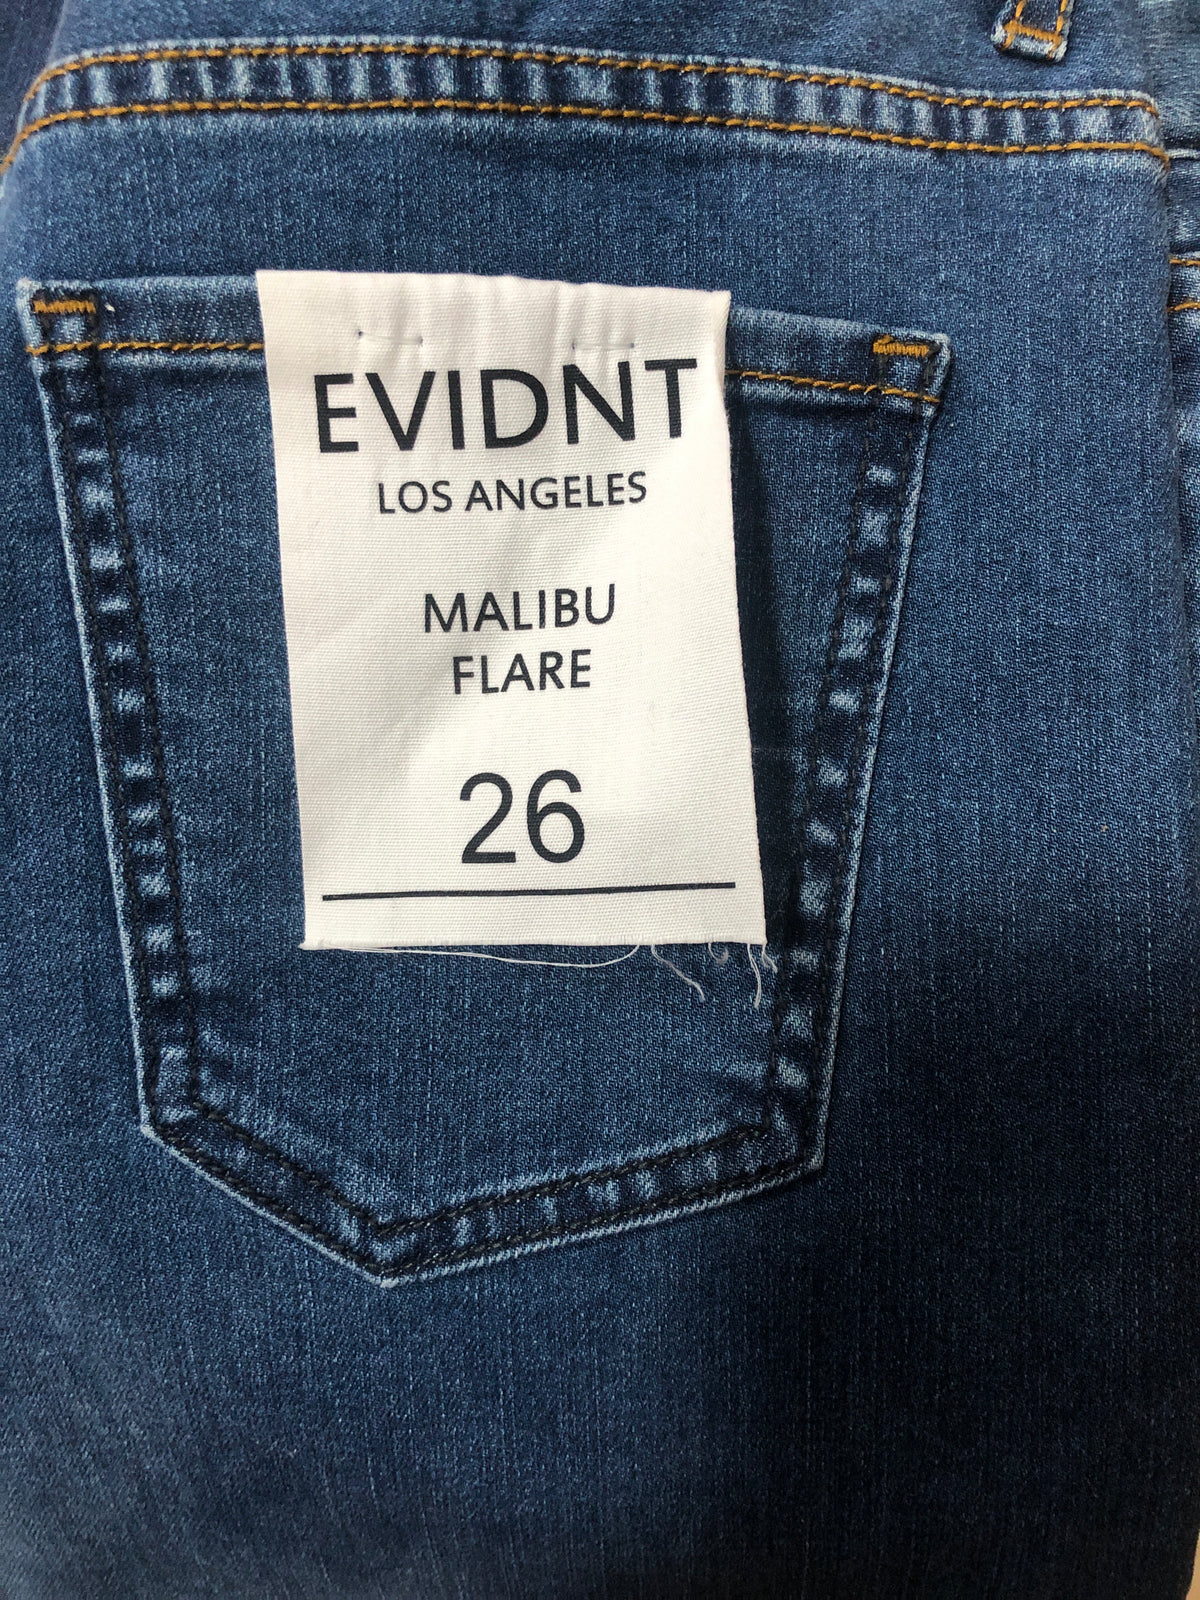 EVIDNT
LOS ANGELES
MALIBU
FLARE
26